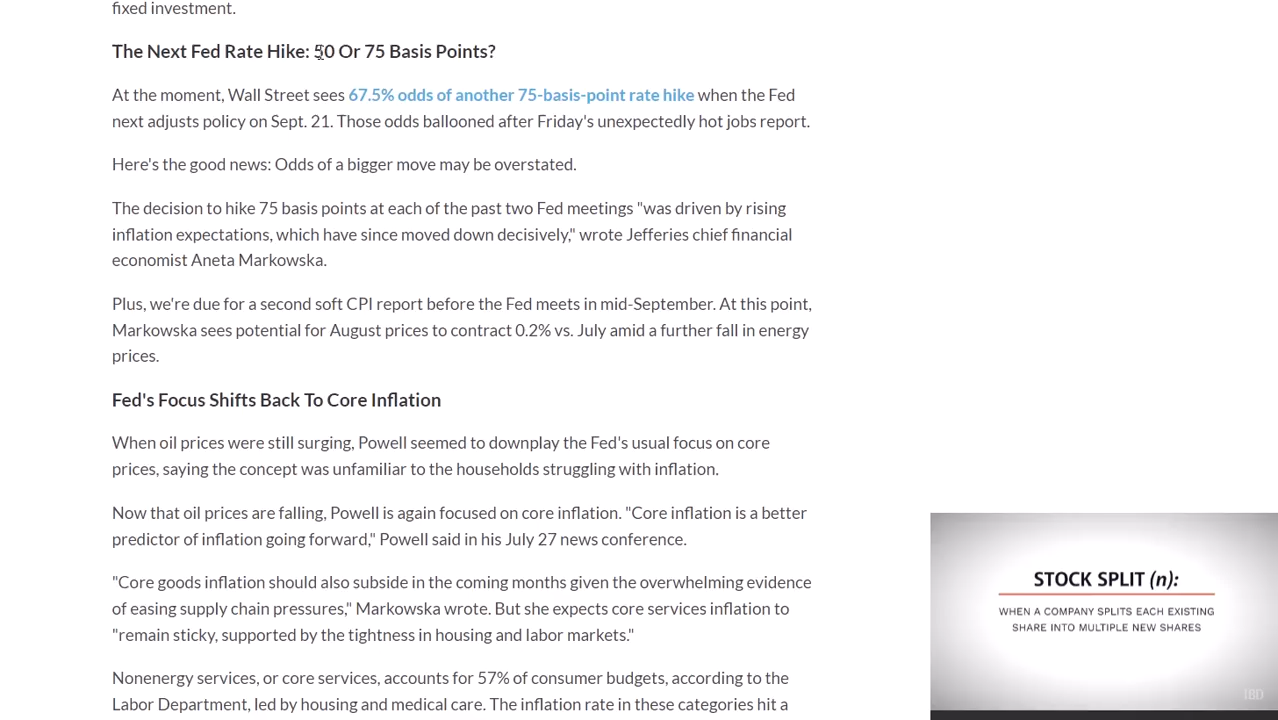 fixed investment.
The Next Fed Rate Hike: 50 Or 75 Basis Points?
At the moment, Wall Street sees 67.5% odds of another 75-basis-point rate hike when the Fed
next adjusts policy on Sept. 21. Those odds ballooned after Friday's unexpectedly hot jobs report.
Here's the good news: Odds of a bigger move may be overstated.
The decision to hike 75 basis points at each of the past two Fed meetings "was driven by rising
inflation expectations, which have since moved down decisively," wrote Jefferies chief financial
economist Aneta Markowska.
Plus, we're due for a second soft CPI report before the Fed meets in mid-September. At this point,
Markowska sees potential for August prices to contract 0.2% vs. July amid a further fall in energy
prices.
Fed's Focus Shifts Back To Core Inflation
When oil prices were still surging, Powell seemed to downplay the Fed's usual focus on core
prices, saying the concept was unfamiliar to the households struggling with inflation.
Now that oil prices are falling, Powell is again focused on core inflation. "Core inflation is a better
predictor of inflation going forward," Powell said in his July 27 news conference.
"Core goods inflation should also subside in the coming months given the overwhelming evidence
of easing supply chain pressures," Markowska wrote. But she expects core services inflation to
"remain sticky, supported by the tightness in housing and labor markets."
Nonenergy services, or core services, accounts for 57% of consumer budgets, according to the
Labor Department, led by housing and medical care. The inflation rate in these categories hit a
STOCK SPLIT (n):
WHEN A COMPANY SPLITS EACH EXISTING
SHARE INTO MULTIPLE NEW SHARES
IBD